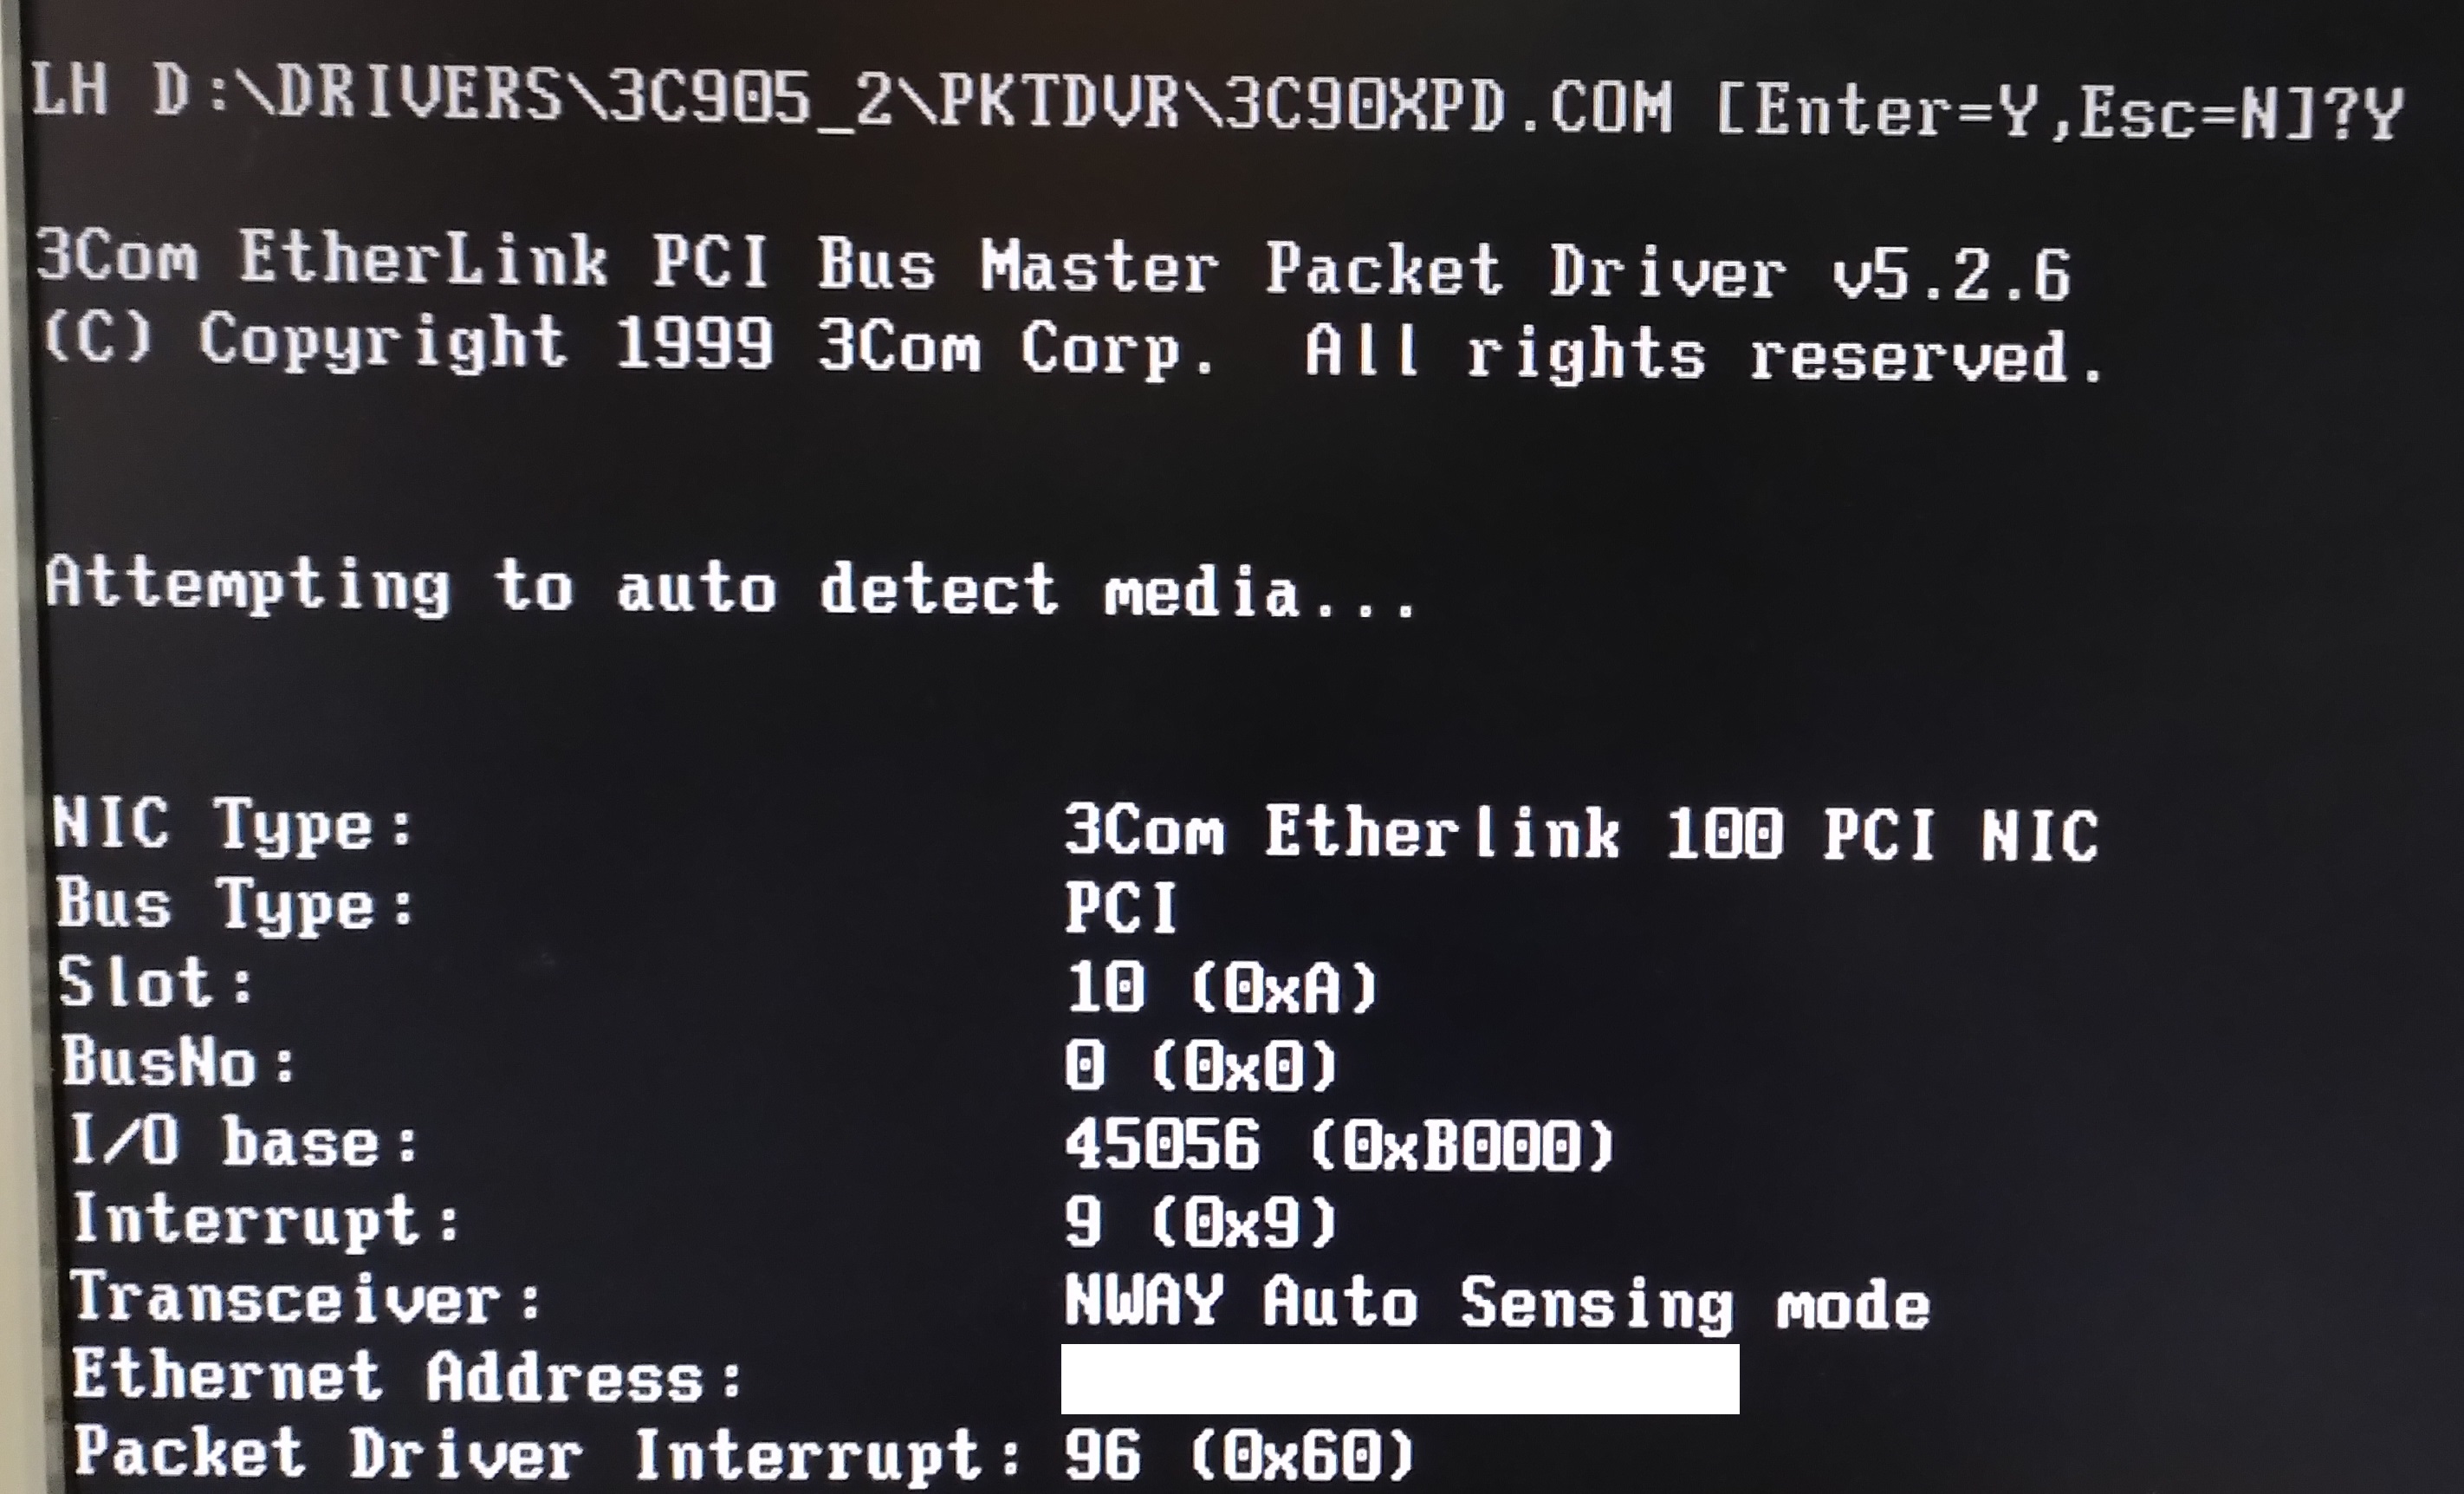 LH D:\DRIVERS\3C905_2\PKTDVR\3C90XPD.COM [Enter=Y,Esc=N]?Y
3Com EtherLink PCI Bus Master Packet Driver v5.2.6
(C) Copyright 1999 3Com Corp.  All rights reserved.
Attempting to auto detect media...
NIC Type: 3Com Etherlink 100 PCI NIC
Bus Type: PCI
Slot: 10 (0xA)
BusNo: 0 (0x0)
I/O base: 45056 (0xB000)
Interrupt: 9 (0x9)
Transceiver: NWAY Auto Sensing mode
Ethernet Address:
Packet Driver Interrupt: 96 (0x60)